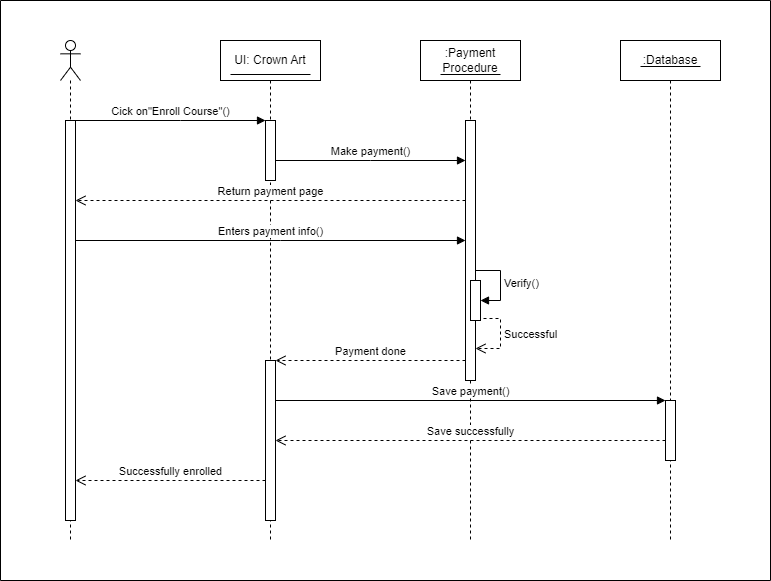 UI: Crown Art
:Payment
Procedure
:Database
Cick on"Enroll Course"()
Make payment()
Return payment page
Enters payment info()
Verify()
Successful
Payment done
Save payment()
Save successfully
Successfully enrolled